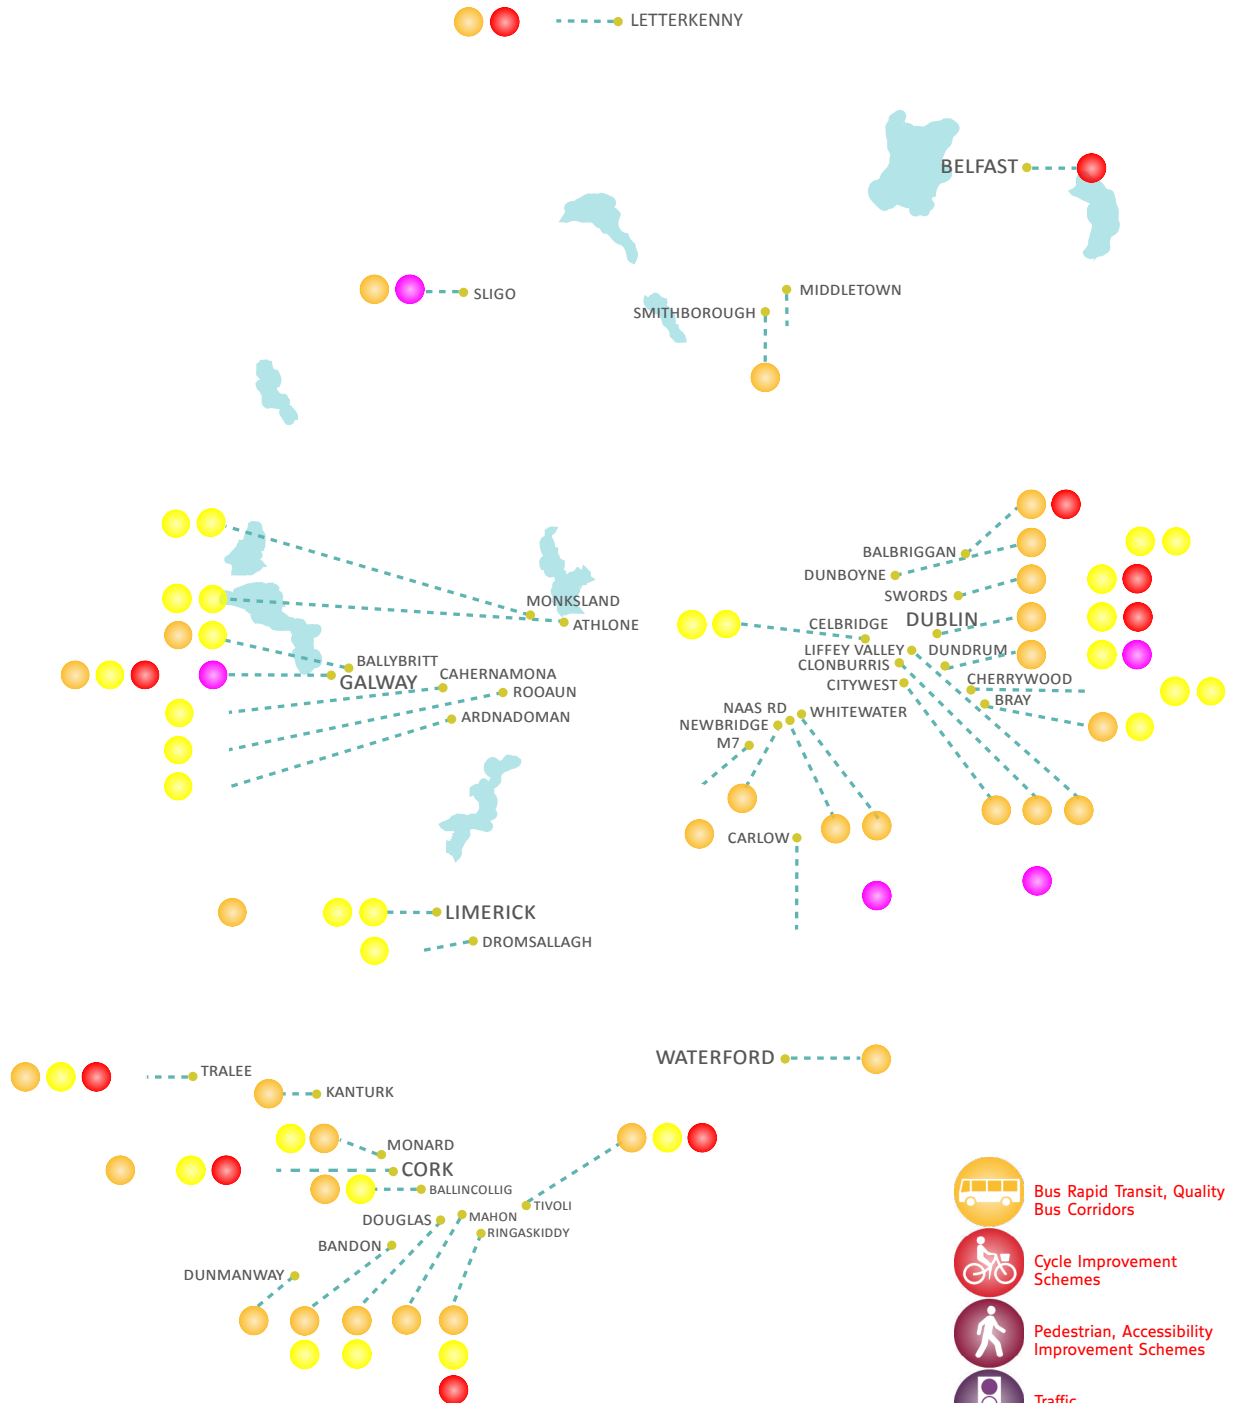 LETTERKENNY
BELFAST
SLIGO
MIDDLETOWN
SMITHBOROUGH
BALBRIGGAN
DUNBOYNE
SWORDS
MONKSLAND
ATHLONE
CELBRIDGE
DUBLIN
LIFFEY VALLEY
DUNDRUM
CLONBURRIS
BALLYBRITT
GALWAY
CAHERNAMONA
ROOAUN
ARDNADOMAN
CITYWEST
CHERRYWOOD
BRAY
NAAS RD
WHITEWATER
NEWBRIDGE
M7
CARLOW
LIMERICK
DROMSALLAGH
WATERFORD
TRALEE
KANTURK
MONARD
CORK
BALLINCOLLIG
TIVOLI
DOUGLAS
MAHON
RINGASKIDDY
BANDON
DUNMANWAY
Bus Rapid Transit, Quality
Bus Corridors
Cycle Improvement
Schemes
Pedestrian, Accessibility
Improvement Schemes
Traffic